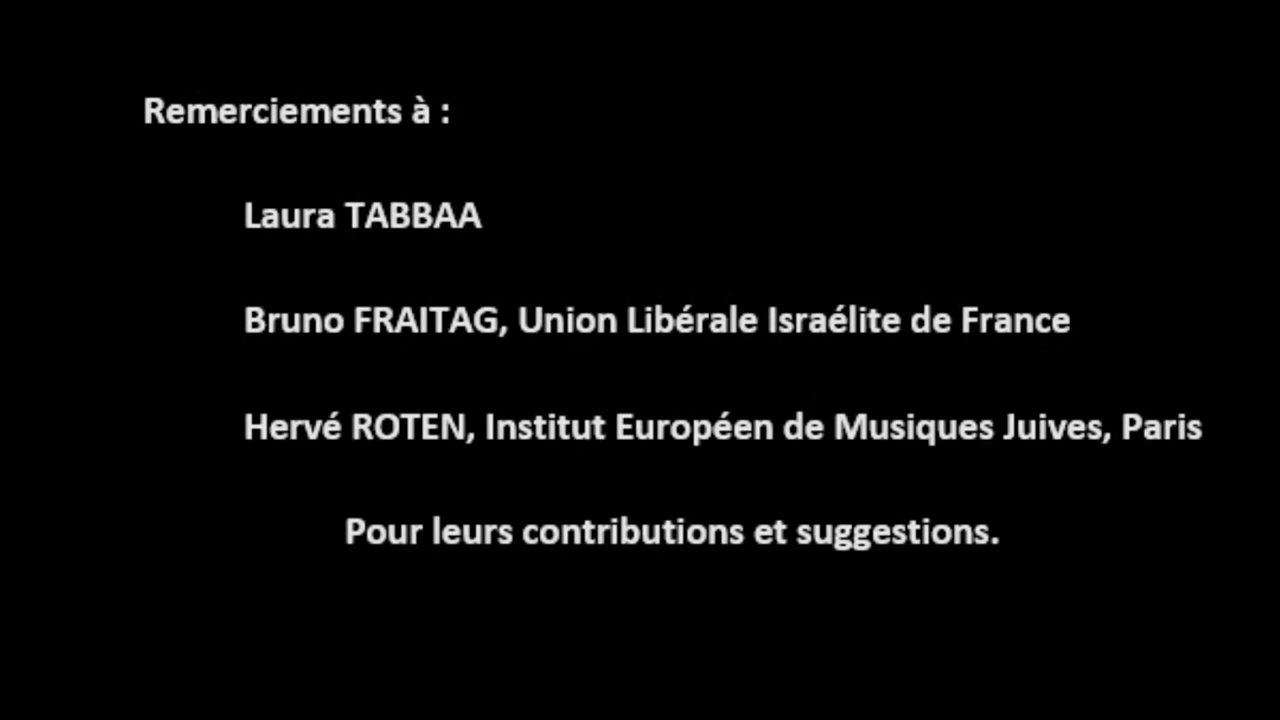 Remerciements à :
Laura TABBAA
Bruno FRAITAG, Union Libérale Israélite de France
Hervé ROTEN, Institut Européen de Musiques Juives, Paris
Pour leurs contributions et suggestions.